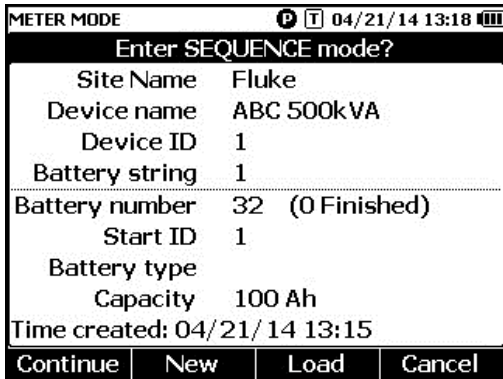 METER MODE P T 04/21/14 13:18
Enter SEQUENCE mode?
Site Name Fluke
Device name ABC 500kVA
Device ID 1
Battery string 1
Battery number 32 (0 Finished)
Start ID 1
Battery type
Capacity 100 Ah
Time created: 04/21/14 13:15
Continue New Load Cancel